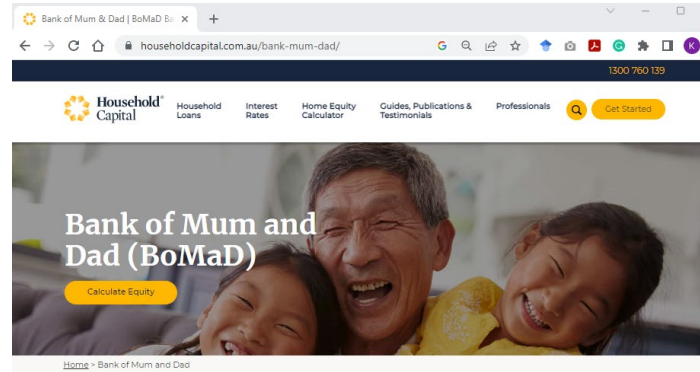 Bank of Mum & Dad | BoMaD Ba
householdcapital.com.au/bank-mum-dad/
G
K
1300 760 139
Household®
Capital
Household
Loans
Interest
Rates
Home Equity
Calculator
Guides, Publications &
Testimonials
Professionals
Get Started
Bank of Mum and
Dad (BoMaD)
Calculate Equity
Home > Bank of Mum and Dad